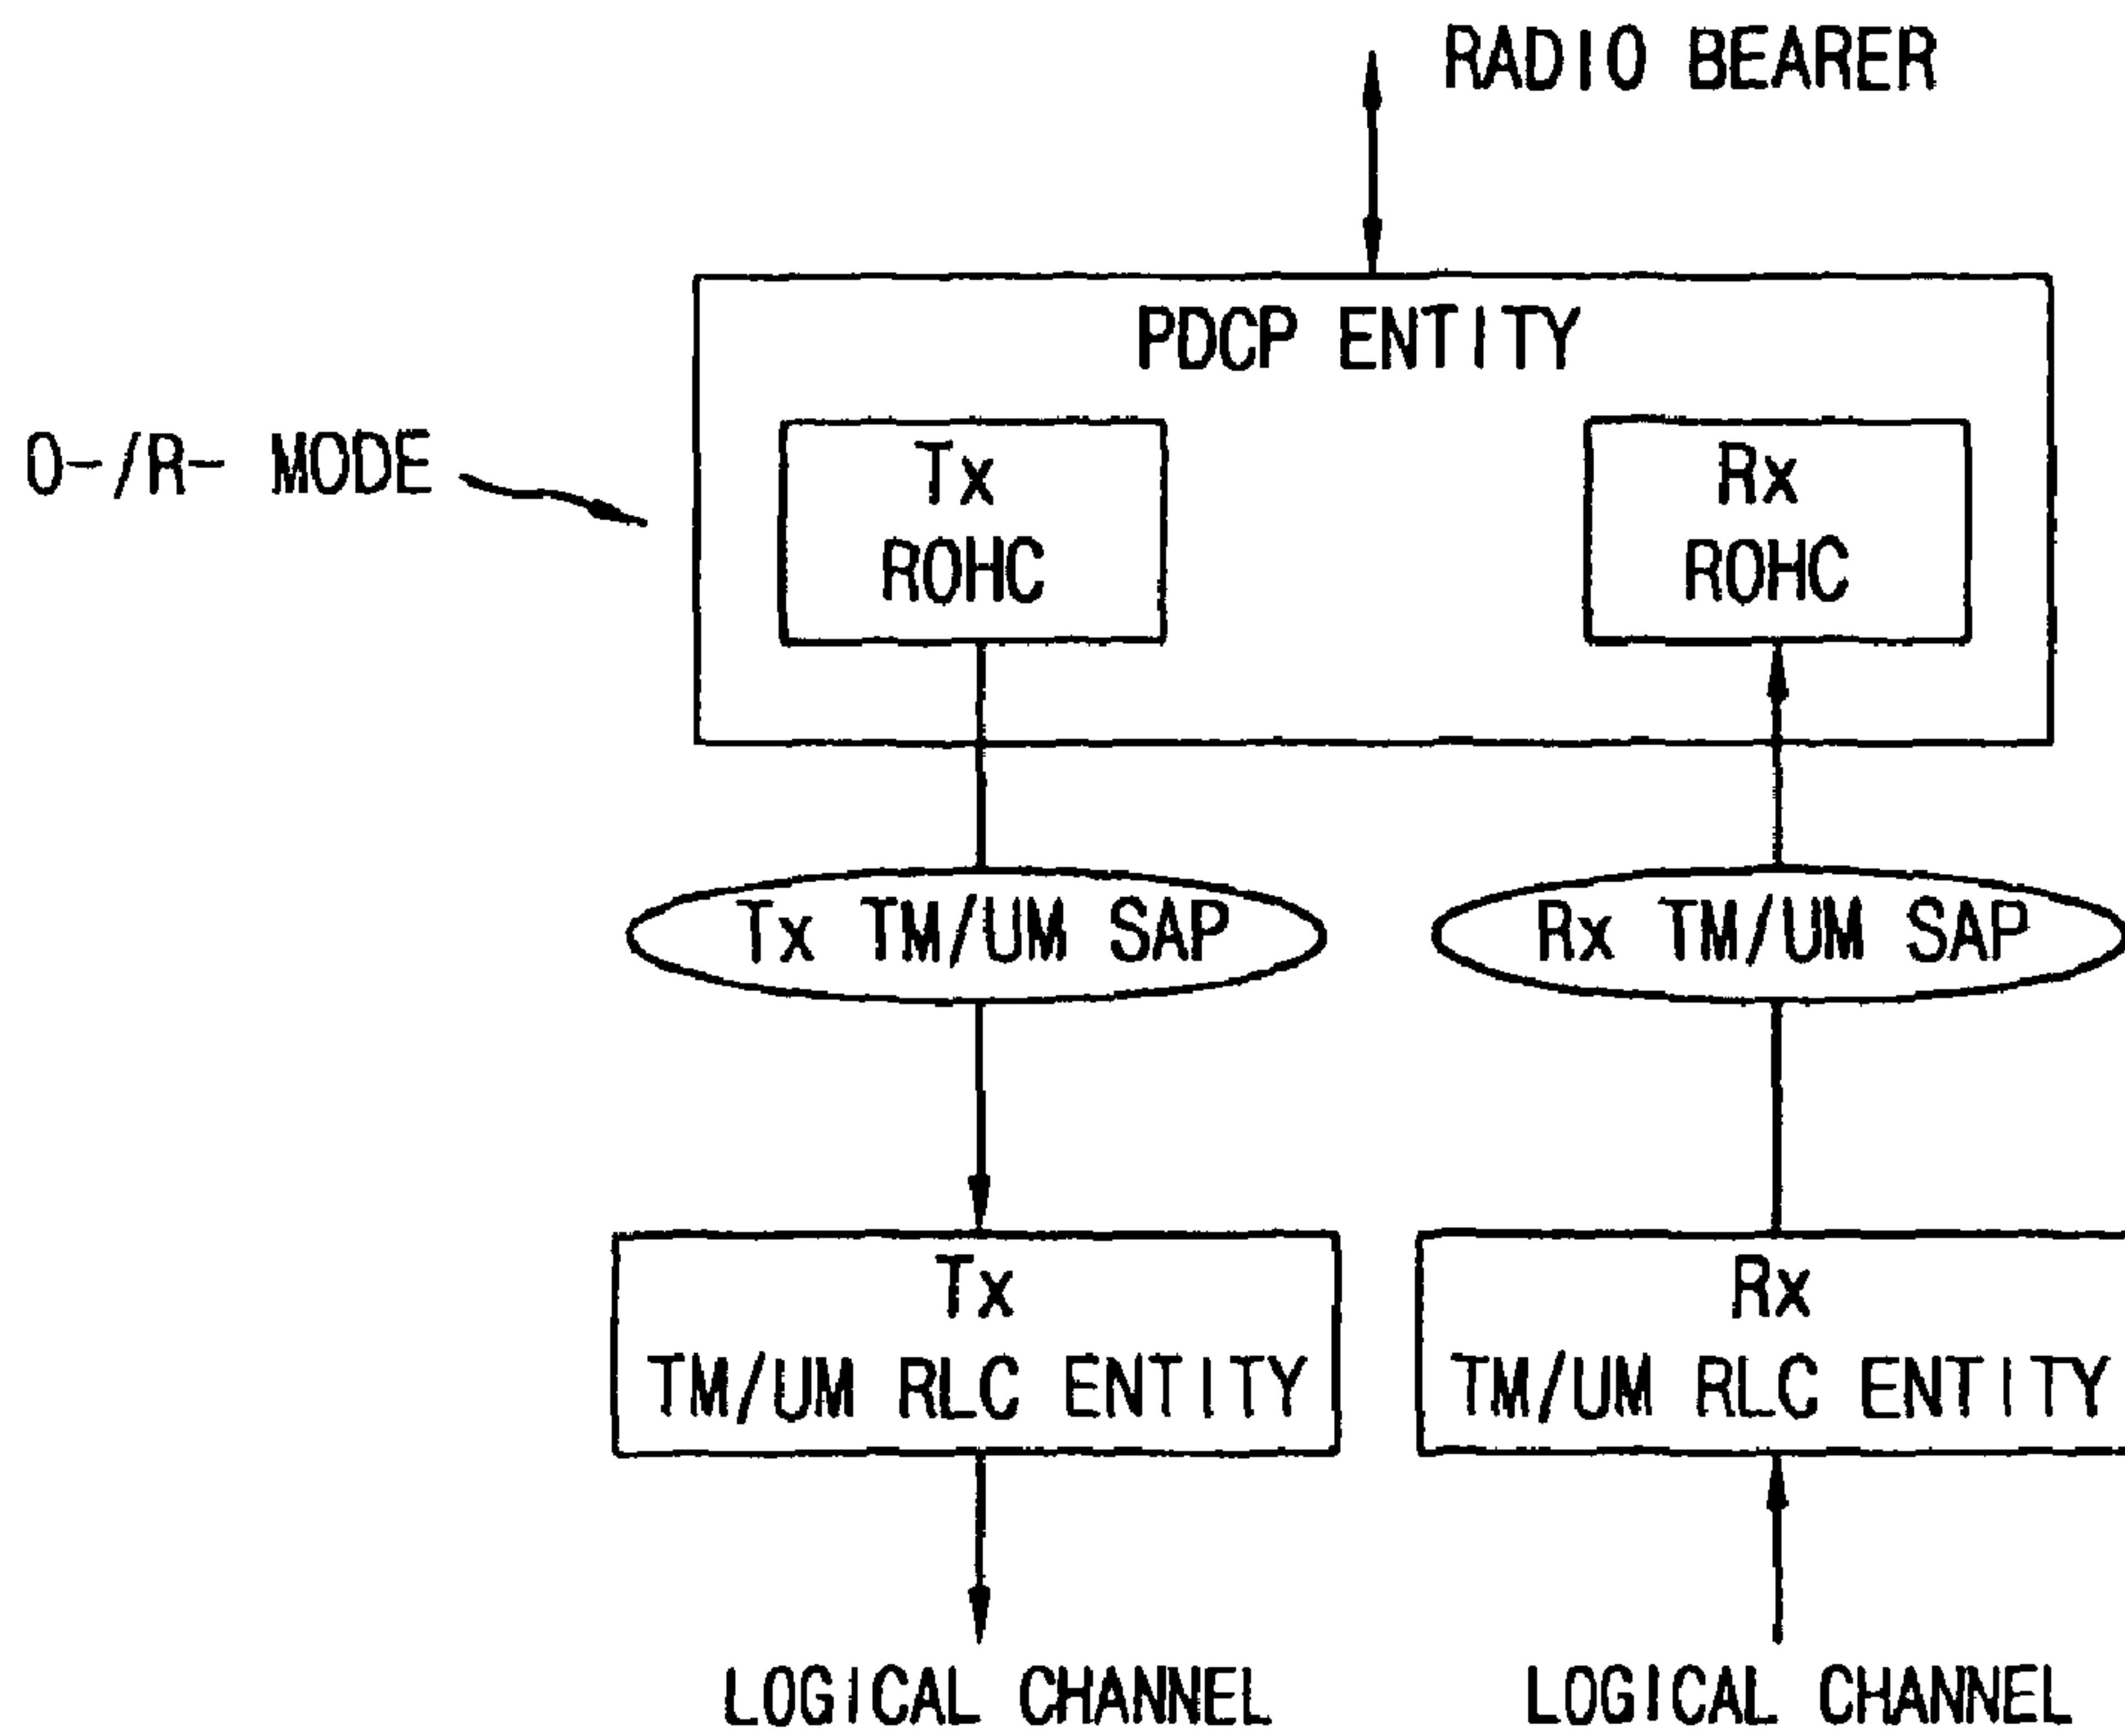 RADIO BEARER
PDCP ENTITY
O-/R- MODE
Tx
ROHC
Rx
ROHC
Tx TM/UM SAP
Rx TM/UM SAP
Tx
TM/UM RLC ENTITY
Rx
TM/UM RLC ENTITY
LOGICAL CHANNEL
LOGICAL CHANNEL